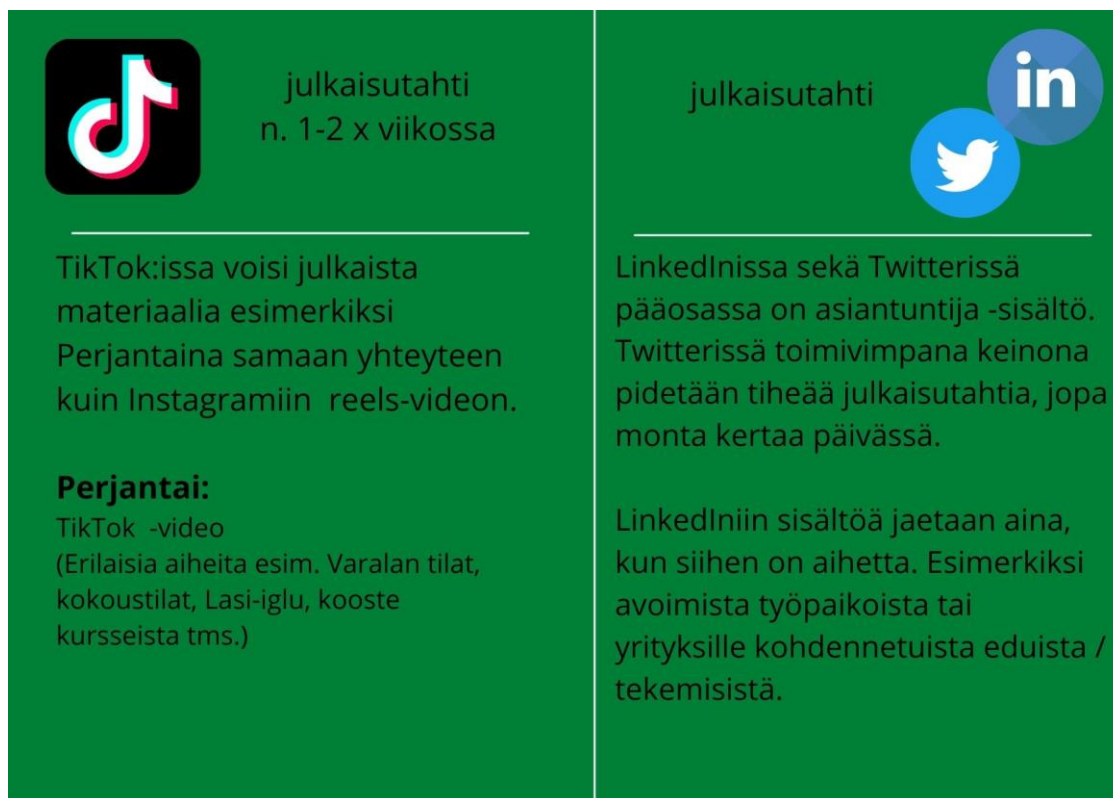 julkaisutahti
n. 1-2 x viikossa
TikTok:issa voisi julkaista
materiaalia esimerkiksi
Perjantaina samaan yhteyteen
kuin Instagramiin  reels-videon.
Perjantai:
TikTok  -video
(Erilaisia aiheita esim. Varalan tilat,
kokoustilat, Lasi-iglu, kooste
kursseista tms.)
julkaisutahti
in
LinkedInissa sekä Twitterissä
pääosassa on asiantuntija -sisältö.
Twitterissä toimivimpana keinona
pidetään tiheää julkaisutahtia, jopa
monta kertaa päivässä.
LinkedIniin sisältöä jaetaan aina,
kun siihen on aihetta. Esimerkiksi
avoimista työpaikoista tai
yrityksille kohdennetuista eduista /
tekemisistä.